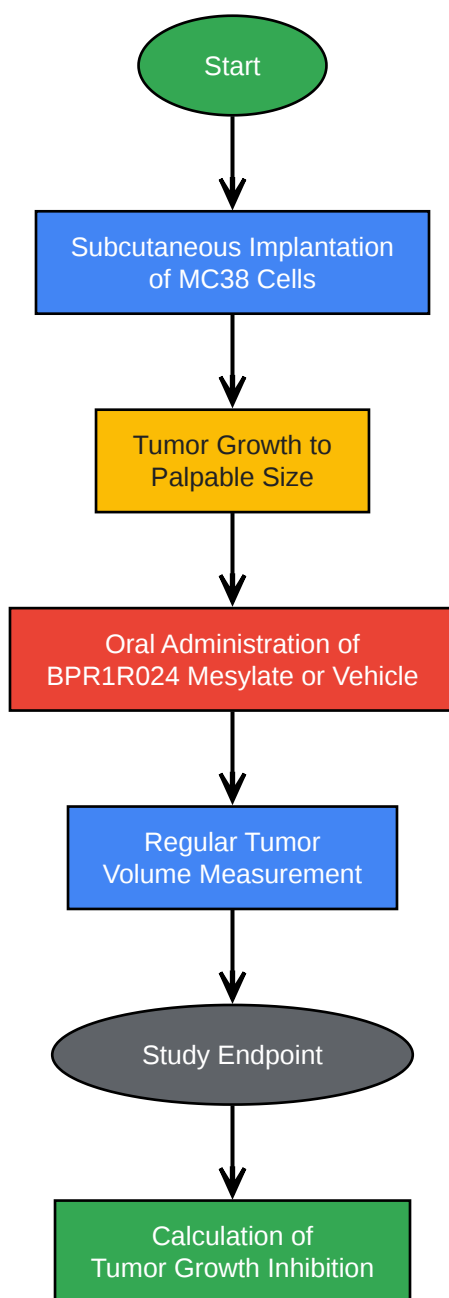 Start
Subcutaneous Implantation
of MC38 Cells
Tumor Growth to
Palpable Size
Oral Administration of
BPR1R024 Mesylate or Vehicle
Regular Tumor
Volume Measurement
Study Endpoint
Calculation of
Tumor Growth Inhibition